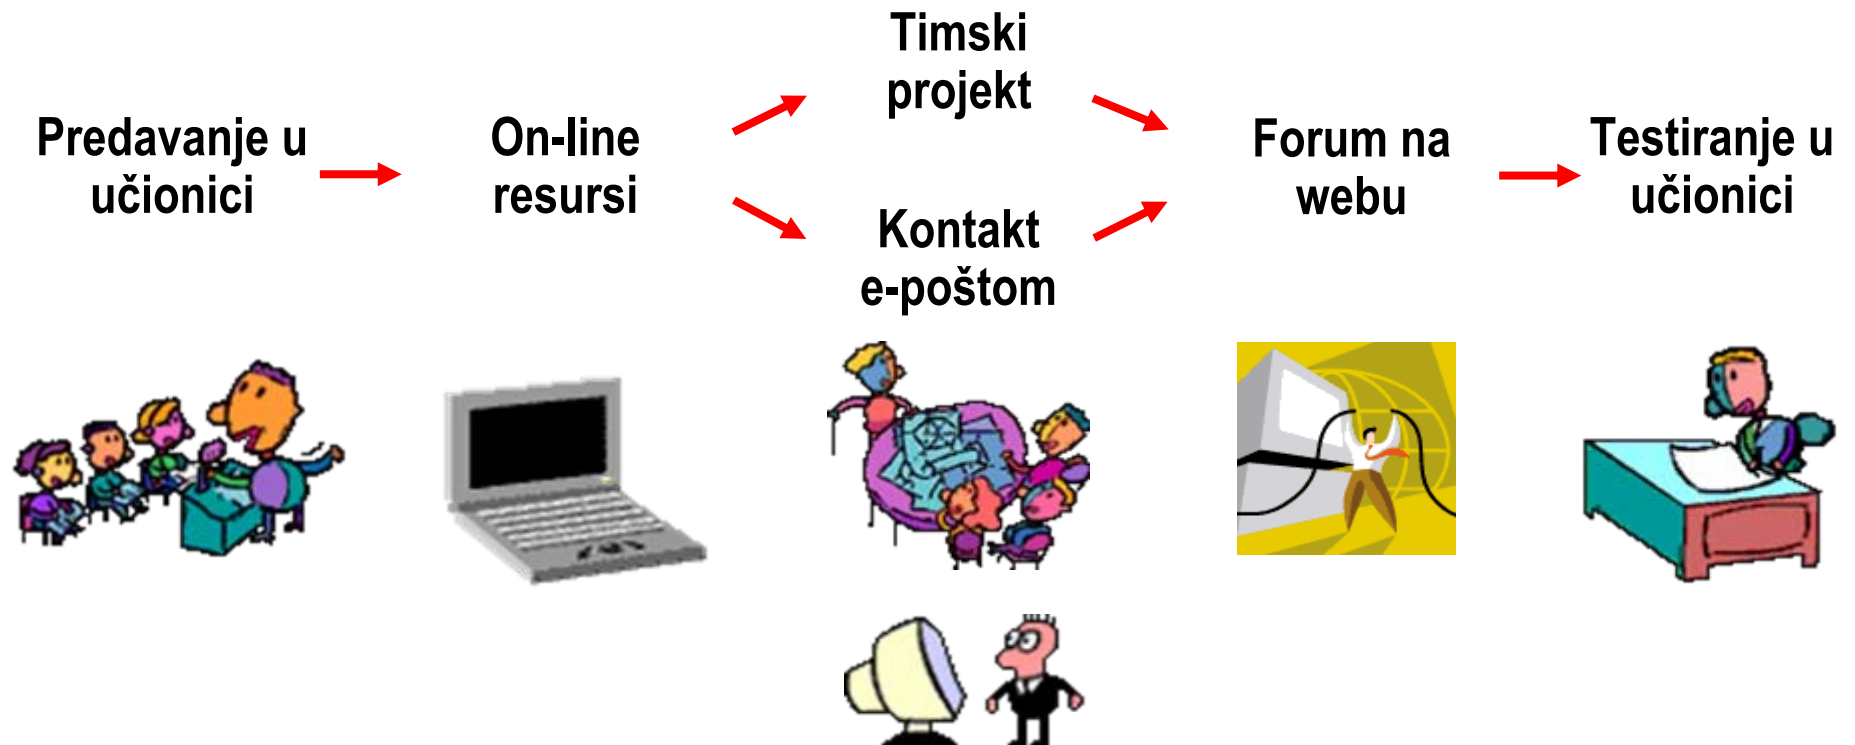 Predavanje u
učionici
On-line
resursi
Timski
projekt
Kontakt
e-poštom
Forum na
webu
Testiranje u
učionici